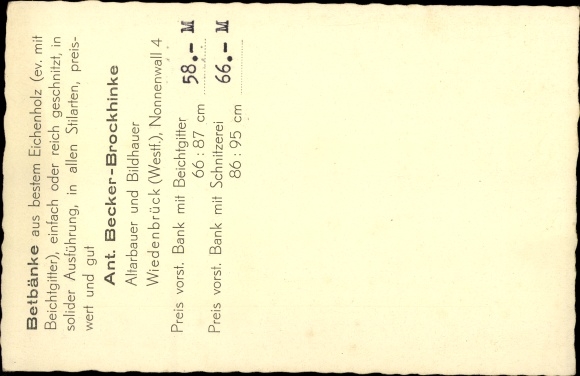 Betbänke aus bestem Eichenholz (ev. mit
Beichtgitter), einfach oder reich geschnitzt, in
solider Ausführung, in allen Stilarten, preis-
wert und gut
Ant. Becker-Brockhinke
Altarbauer und Bildhauer
Wiedenbrück (Westf.), Nonnenwall 4
Preis vorst. Bank mit Beichtgitter 58.- M
66 : 87 cm
Preis vorst. Bank mit Schnitzerei 66.- M
86 : 95 cm